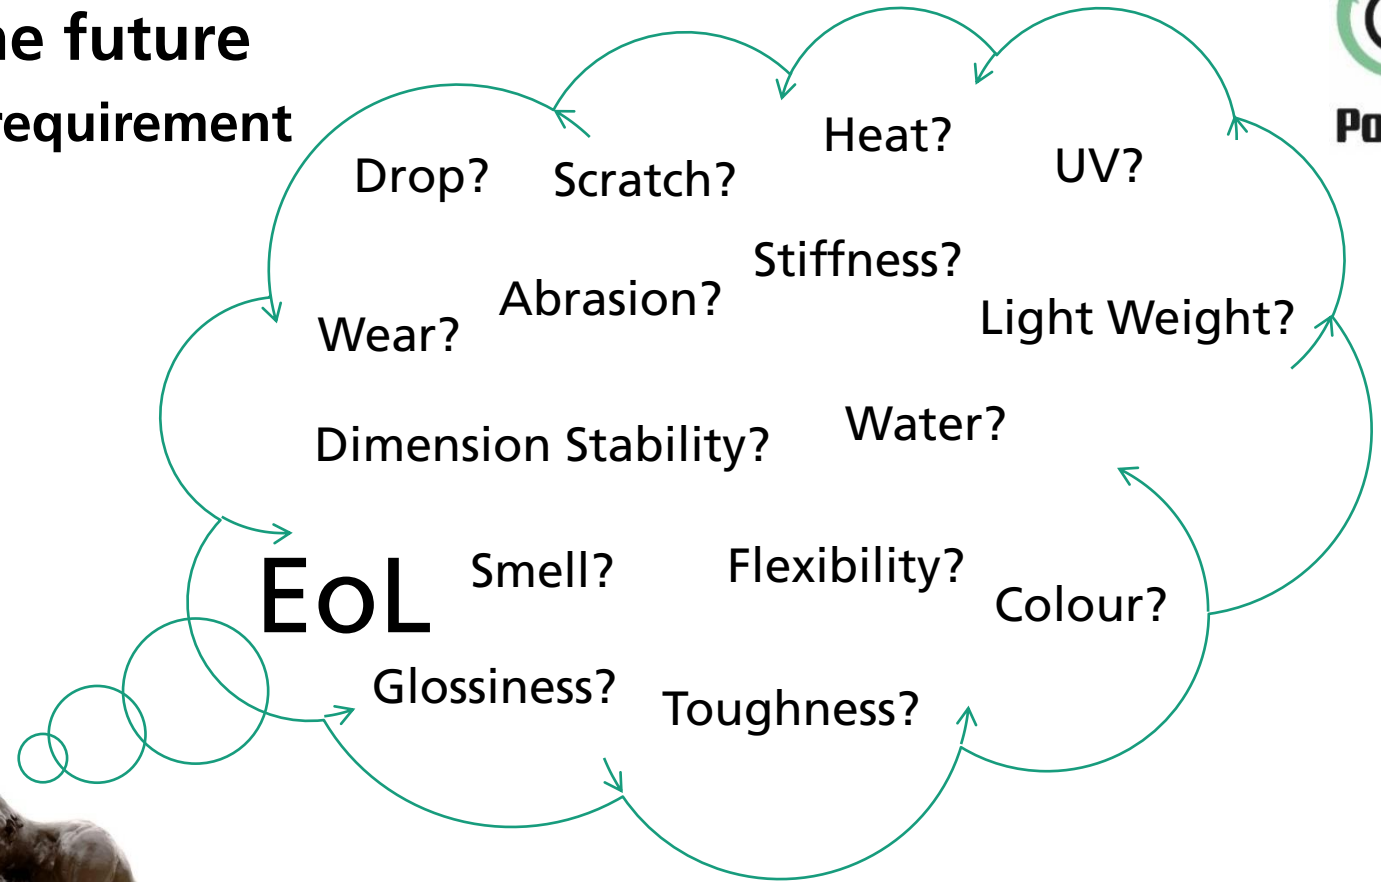 he future
requirement
Heat?
Drop?
Scratch?
UV?
Stiffness?
Abrasion?
Light Weight?
Wear?
Water?
Dimension Stability?
Smell?
Flexibility?
EoL
Colour?
Glossiness?
Toughness?
Po